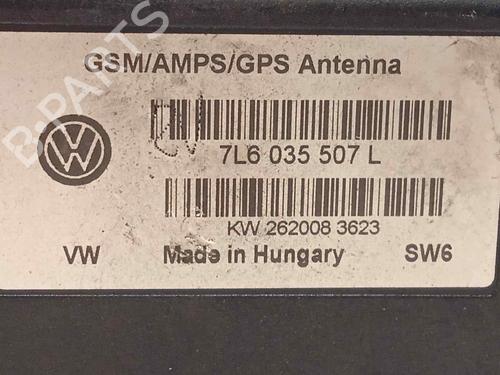 GSM/AMPS/GPS Antenna
7L6 035 507 L
KW 262008 3623
VW Made in Hungary SW6
B-PARTS